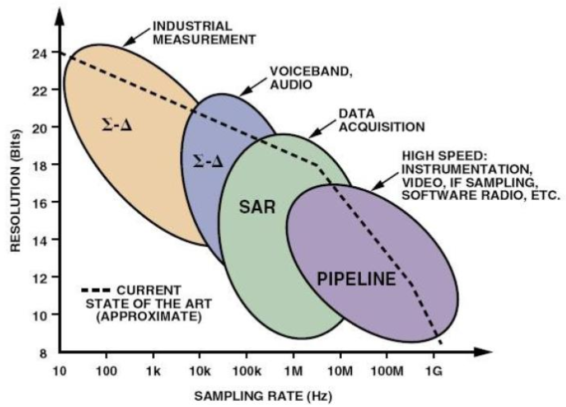 INDUSTRIAL
MEASUREMENT
VOICEBAND,
AUDIO
DATA
ACQUISITION
HIGH SPEED:
INSTRUMENTATION,
VIDEO, IF SAMPLING,
SOFTWARE RADIO, ETC.
Σ-Δ
Σ-Δ
SAR
PIPELINE
CURRENT
STATE OF THE ART
(APPROXIMATE)
RESOLUTION (Bits)
24
22
20
18
16
14
12
10
8
10 100 1k 10k 100k 1M 10M 100M 1G
SAMPLING RATE (Hz)